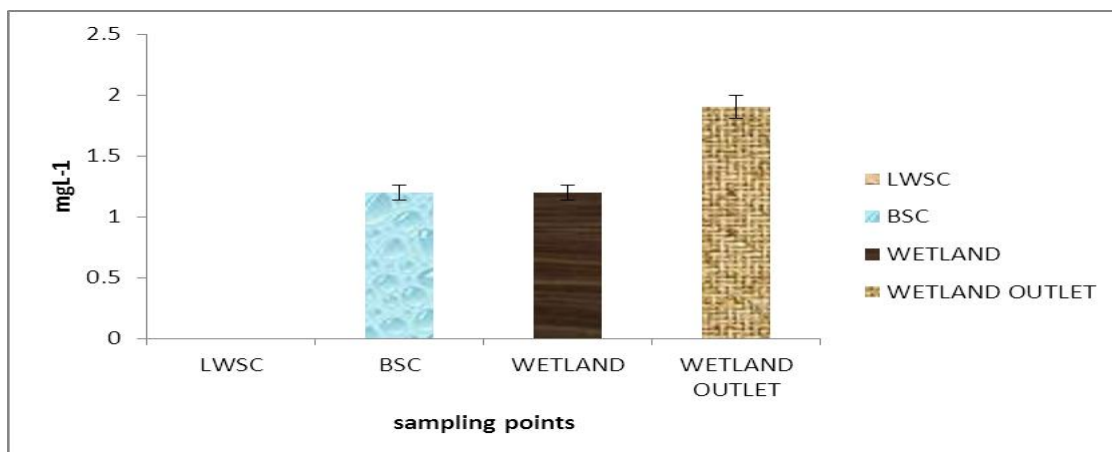 2.5
2
1.5
1
0.5
0
mgL-1
LWSC
BSC
WETLAND
WETLAND
OUTLET
sampling points
LWSC
BSC
WETLAND
WETLAND OUTLET